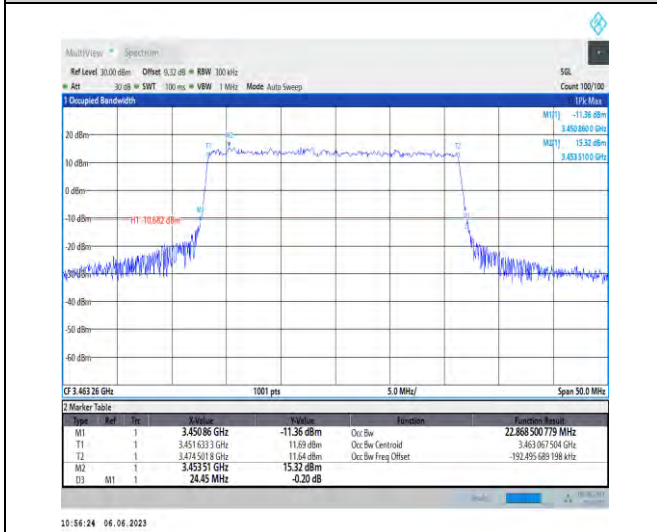 MultiView Spectrum
Ref Level 30.00 dBm Offset 9.32 dB RBW 300 kHz SGL
Att 30 dB SWT 100 ms VBW 1 MHz Mode Auto Sweep Count 100/100
1 Occupied Bandwidth 1Pk Max
M1[1] -11.36 dBm
3.450 860 0 GHz
M2[1] 15.32 dBm
3.453 510 0 GHz
20 dBm
T1 M2 T2
10 dBm
0 dBm
M1
-10 dBm H1 -10.682 dBm
-20 dBm
-30 dBm
-40 dBm
-50 dBm
-60 dBm
CF 3.463 26 GHz 1001 pts 5.0 MHz/ Span 50.0 MHz
2 Marker Table
Type Ref Trc X-Value Y-Value Function Function Result
M1 1 3.450 86 GHz -11.36 dBm Occ Bw 22.868 500 779 MHz
T1 1 3.451 633 3 GHz 11.69 dBm Occ Bw Centroid 3.463 067 504 GHz
T2 1 3.474 501 8 GHz 11.64 dBm Occ Bw Freq Offset -192.495 689 198 kHz
M2 1 3.453 51 GHz 15.32 dBm
D3 M1 1 24.45 MHz -0.20 dB
10:56:24 06.06.2023